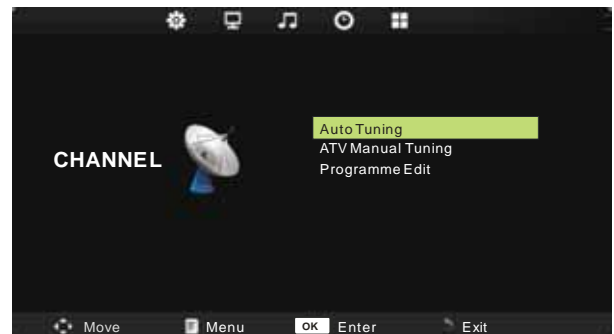 Auto Tuning
ATV Manual Tuning
CHANNEL
Programme Edit
Move Menu OK Enter Exit